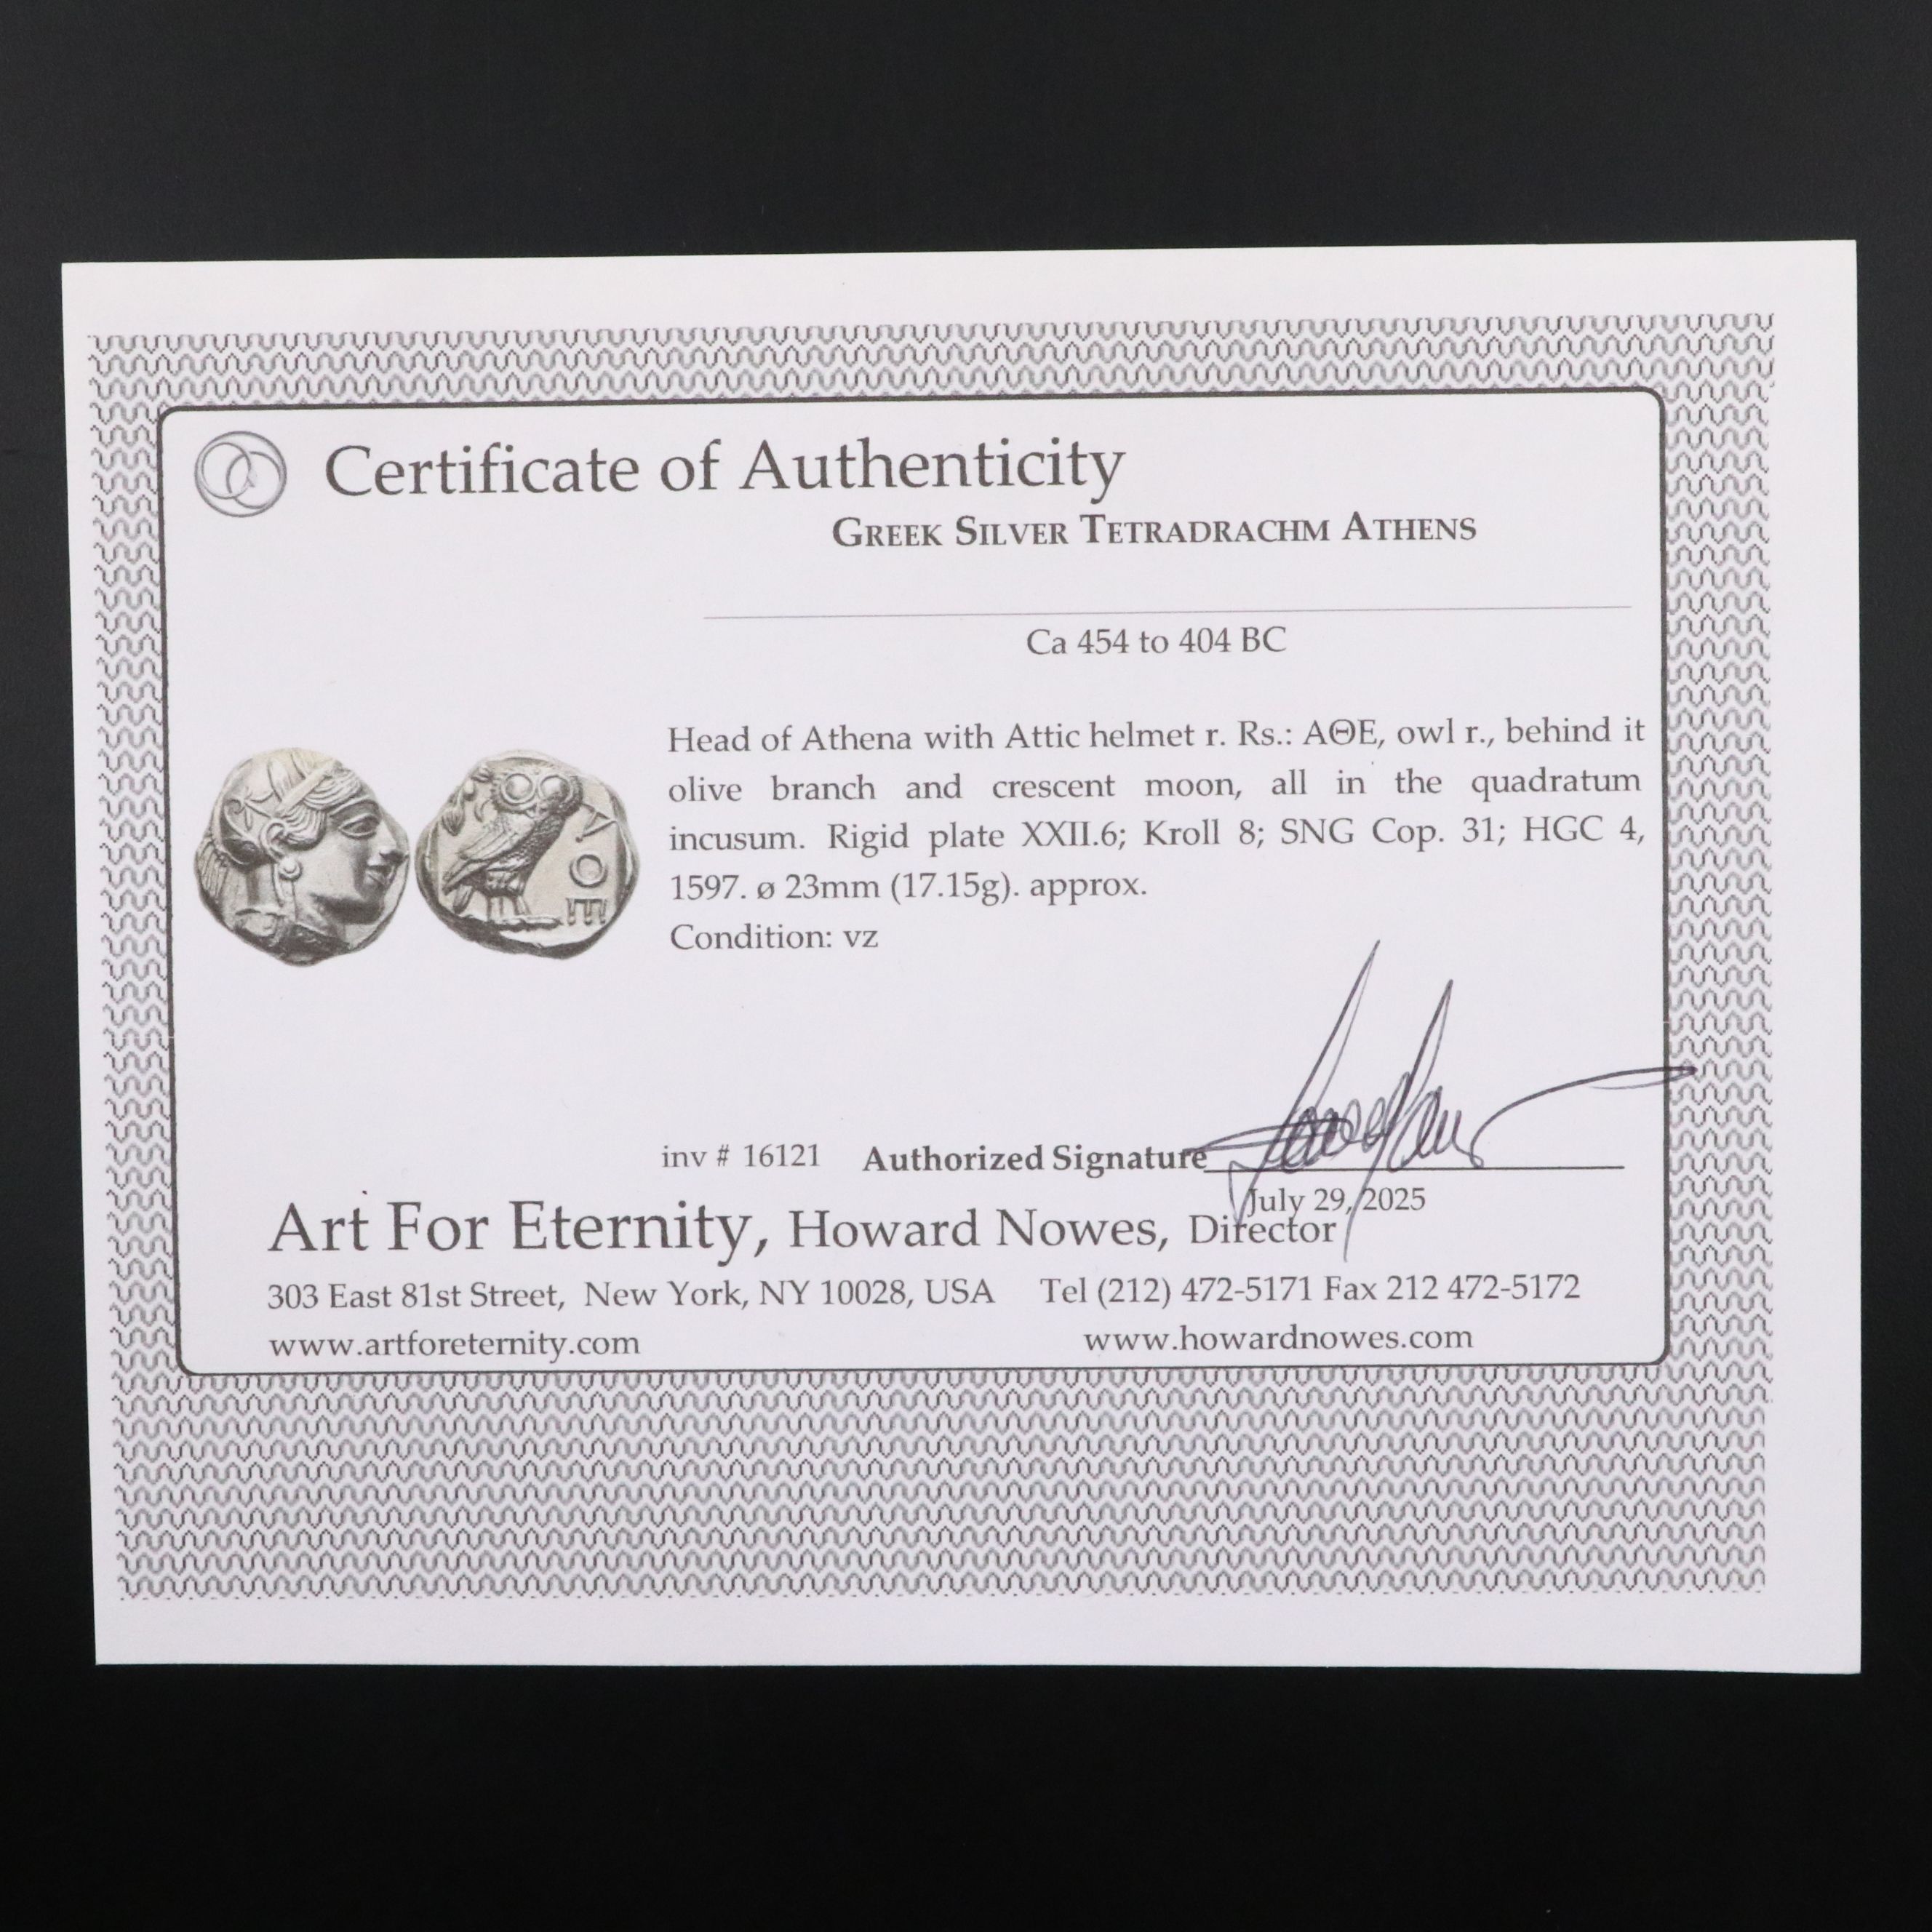 Certificate of Authenticity
GREEK SILVER TETRADRACHM ATHENS
Ca 454 to 404 BC
Head of Athena with Attic helmet r. Rs.: ΑΘΕ, owl r., behind it
olive branch and crescent moon, all in the quadratum
incusum. Rigid plate XXII.6; Kroll 8; SNG Cop. 31; HGC 4,
1597. ø 23mm (17.15g). approx.
Condition: vz
ΑΘΕ
inv # 16121 Authorized Signature
July 29, 2025
Art For Eternity, Howard Nowes, Director
303 East 81st Street, New York, NY 10028, USA Tel (212) 472-5171 Fax 212 472-5172
www.artforeternity.com www.howardnowes.com